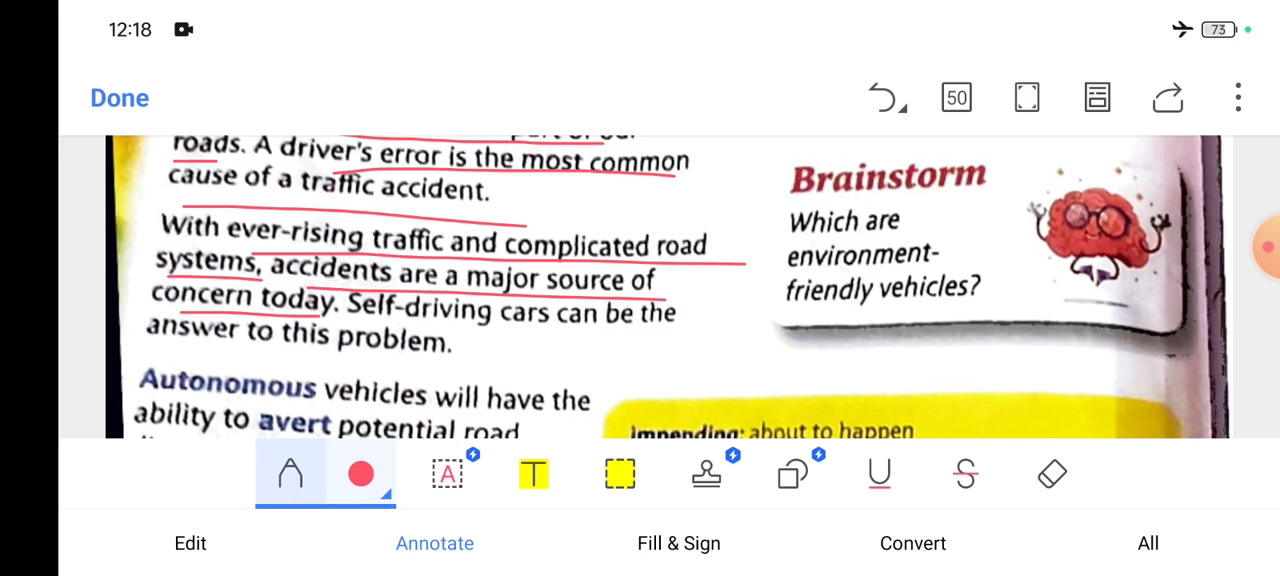 12:18
73
Done
50
roads. A driver's error is the most common
cause of a traffic accident.
With ever-rising traffic and complicated road
systems, accidents are a major source of
concern today. Self-driving cars can be the
answer to this problem.
Autonomous vehicles will have the
ability to avert potential road
Brainstorm
Which are
environment-
friendly vehicles?
impending: about to happen
A
T
U
S
Edit
Annotate
Fill & Sign
Convert
All